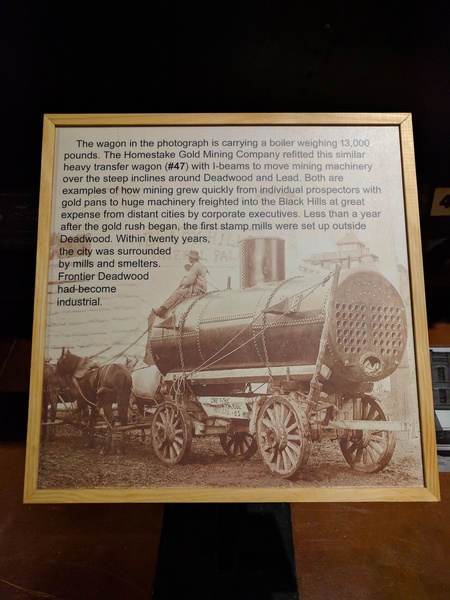 The wagon in the photograph is carrying a boiler weighing 13,000
pounds. The Homestake Gold Mining Company refitted this similar
heavy transfer wagon (#47) with I-beams to move mining machinery
over the steep inclines around Deadwood and Lead. Both are
examples of how mining grew quickly from individual prospectors with
gold pans to huge machinery freighted into the Black Hills at great
expense from distant cities by corporate executives. Less than a year
after the gold rush began, the first stamp mills were set up outside
Deadwood. Within twenty years,
the city was surrounded
by mills and smelters.
Frontier Deadwood
had become
industrial.